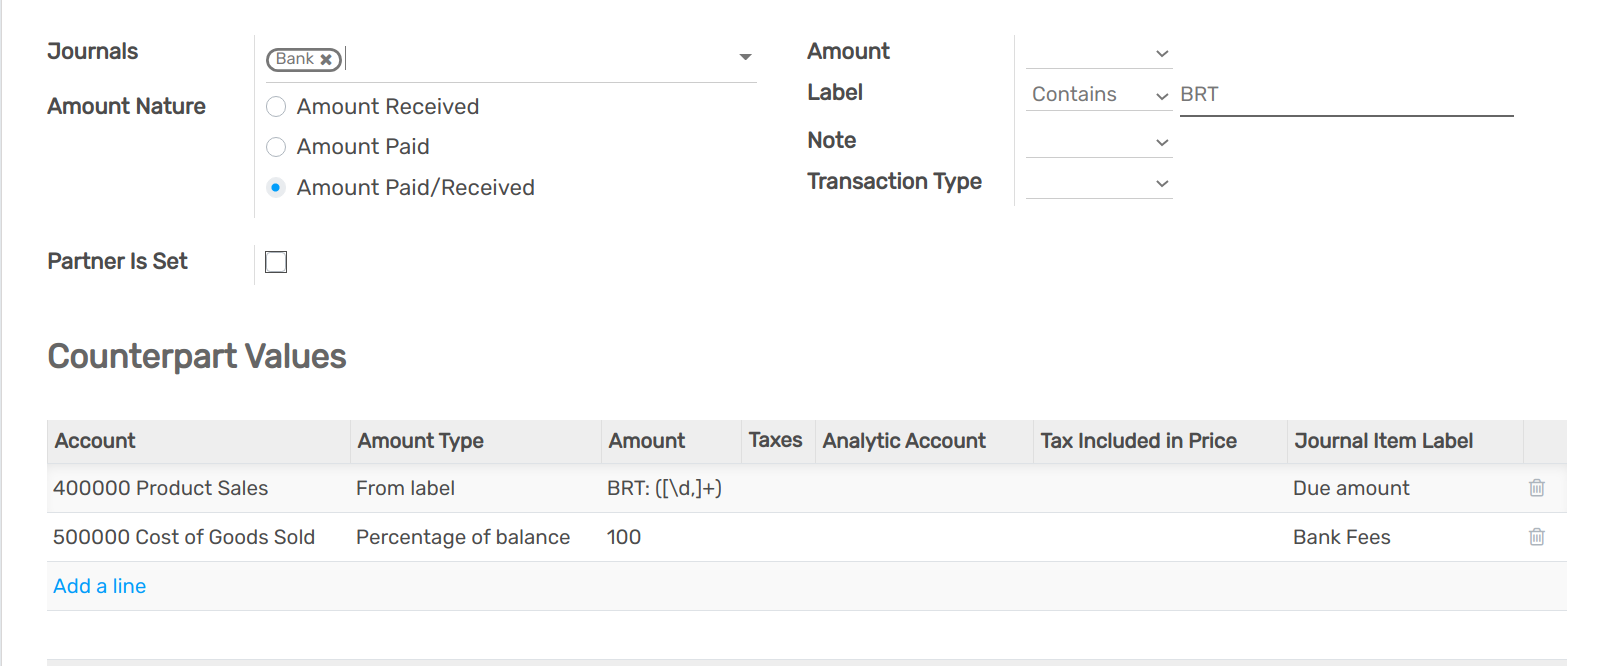 Journals
Bank ✖
Amount Nature
Amount Received
Amount Paid
Amount Paid/Received
Partner Is Set
Amount
Label
Contains
BRT
Note
Transaction Type
Counterpart Values
Account Amount Type Amount Taxes Analytic Account Tax Included in Price Journal Item Label
400000 Product Sales From label BRT: ([\d,]+) Due amount
500000 Cost of Goods Sold Percentage of balance 100 Bank Fees
Add a line